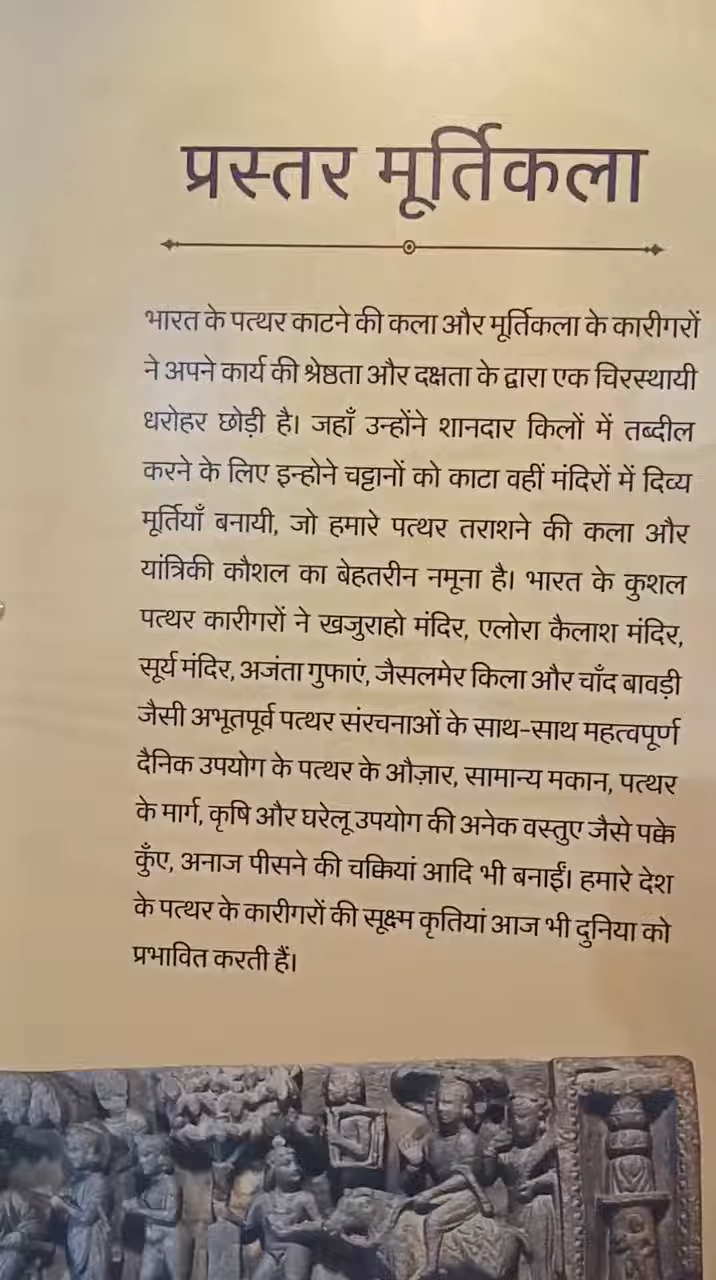 प्रस्तर मूर्तिकला
भारत के पत्थर काटने की कला और मूर्तिकला के कारीगरों
ने अपने कार्य की श्रेष्ठता और दक्षता के द्वारा एक चिरस्थायी
धरोहर छोड़ी है। जहाँ उन्होंने शानदार किलों में तब्दील
करने के लिए इन्होने चट्टानों को काटा वहीं मंदिरों में दिव्य
मूर्तियाँ बनायी, जो हमारे पत्थर तराशने की कला और
यांत्रिकी कौशल का बेहतरीन नमूना है। भारत के कुशल
पत्थर कारीगरों ने खजुराहो मंदिर, एलोरा कैलाश मंदिर,
सूर्य मंदिर, अजंता गुफाएं, जैसलमेर किला और चाँद बावड़ी
जैसी अभूतपूर्व पत्थर संरचनाओं के साथ-साथ महत्वपूर्ण
दैनिक उपयोग के पत्थर के औज़ार, सामान्य मकान, पत्थर
के मार्ग, कृषि और घरेलू उपयोग की अनेक वस्तुए जैसे पक्के
कुँए, अनाज पीसने की चक्कियां आदि भी बनाईं। हमारे देश
के पत्थर के कारीगरों की सूक्ष्म कृतियां आज भी दुनिया को
प्रभावित करती हैं।